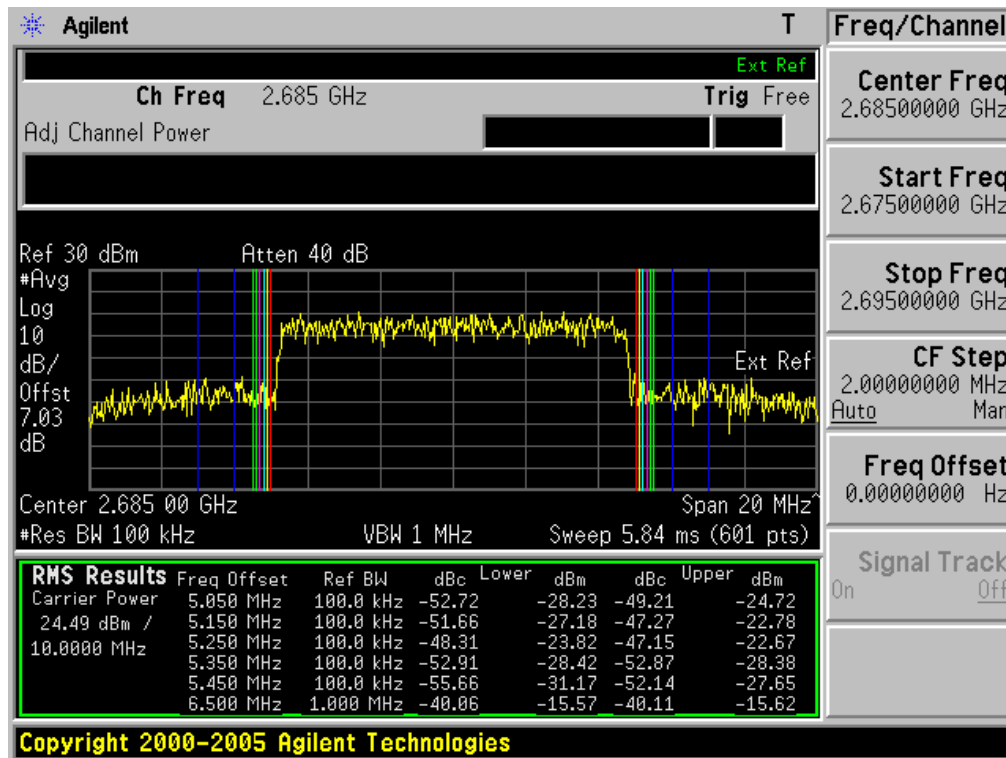 Agilent T
Ext Ref
Ch Freq 2.685 GHz Trig Free
Adj Channel Power
Ref 30 dBm Atten 40 dB
#Avg
Log
10
dB/
Offst
7.03
dB
Ext Ref
Center 2.685 00 GHz Span 20 MHz^
#Res BW 100 kHz VBW 1 MHz Sweep 5.84 ms (601 pts)
RMS Results Freq Offset Ref BW dBc Lower dBm dBc Upper dBm
Carrier Power 5.050 MHz 100.0 kHz -52.72 -28.23 -49.21 -24.72
24.49 dBm / 5.150 MHz 100.0 kHz -51.66 -27.18 -47.27 -22.78
10.0000 MHz 5.250 MHz 100.0 kHz -48.31 -23.82 -47.15 -22.67
5.350 MHz 100.0 kHz -52.91 -28.42 -52.87 -28.38
5.450 MHz 100.0 kHz -55.66 -31.17 -52.14 -27.65
6.500 MHz 1.000 MHz -40.06 -15.57 -40.11 -15.62
Copyright 2000-2005 Agilent Technologies
Freq/Channel
Center Freq
2.68500000 GHz
Start Freq
2.67500000 GHz
Stop Freq
2.69500000 GHz
CF Step
2.00000000 MHz
Auto Man
Freq Offset
0.00000000 Hz
Signal Track
On Off